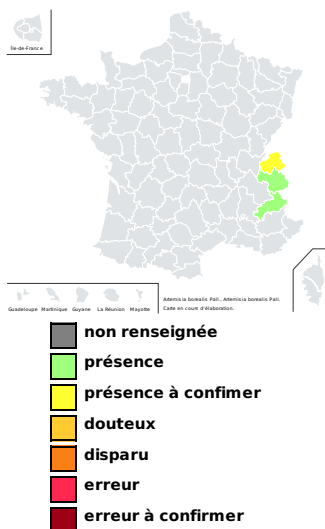 Île-de-France
Guadeloupe Martinique Guyane La Réunion Mayotte
Artemisia borealis Pall., Artemisia borealis Pall.
Carte en cours d'élaboration.
non renseignée
présence
présence à confimer
douteux
disparu
erreur
erreur à confirmer